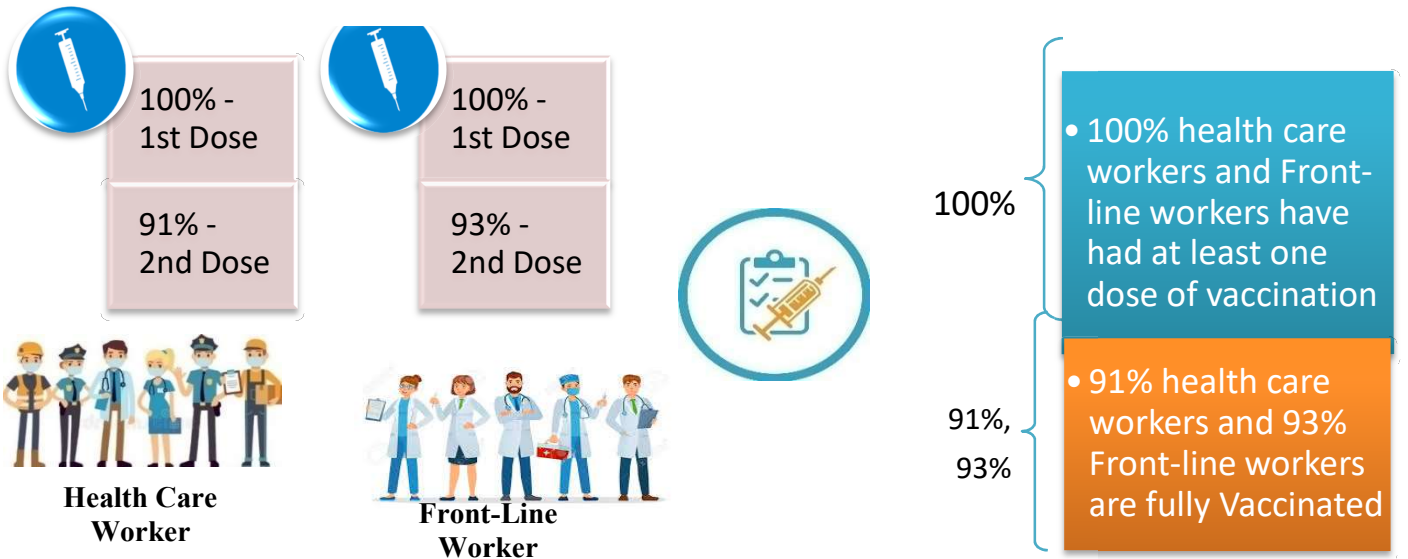 100% -
1st Dose
91% -
2nd Dose
Health Care
Worker
100% -
1st Dose
93% -
2nd Dose
Front-Line
Worker
100%
• 100% health care
workers and Front-
line workers have
had at least one
dose of vaccination
91%,
93%
• 91% health care
workers and 93%
Front-line workers
are fully Vaccinated